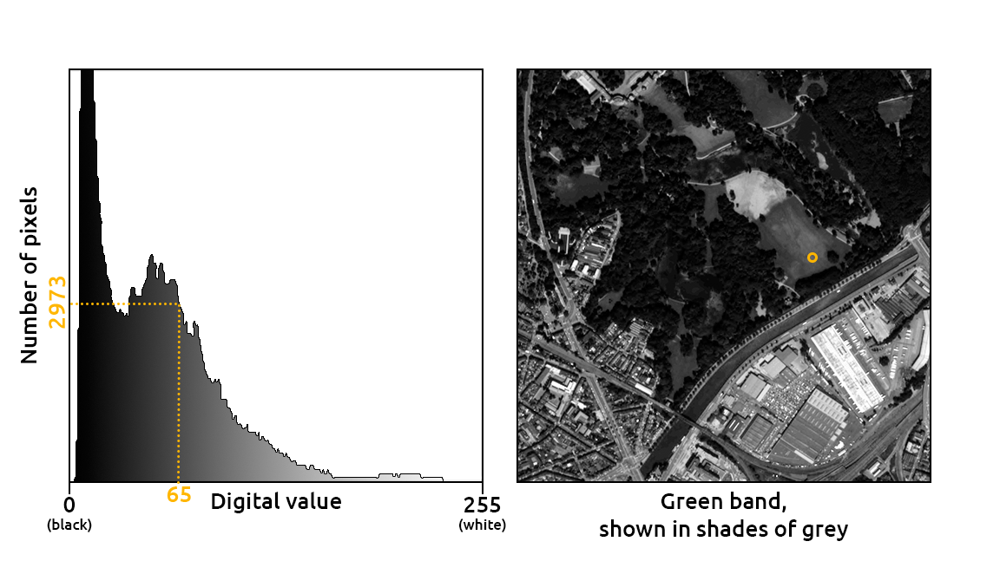 Number of pixels
2973
65
0
(black)
Digital value
255
(white)
Green band,
shown in shades of grey